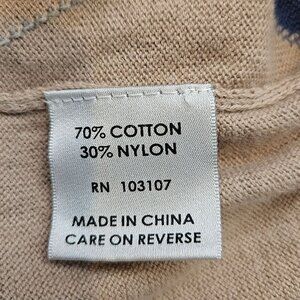 70% COTTON
30% NYLON
RN 103107
MADE IN CHINA
CARE ON REVERSE